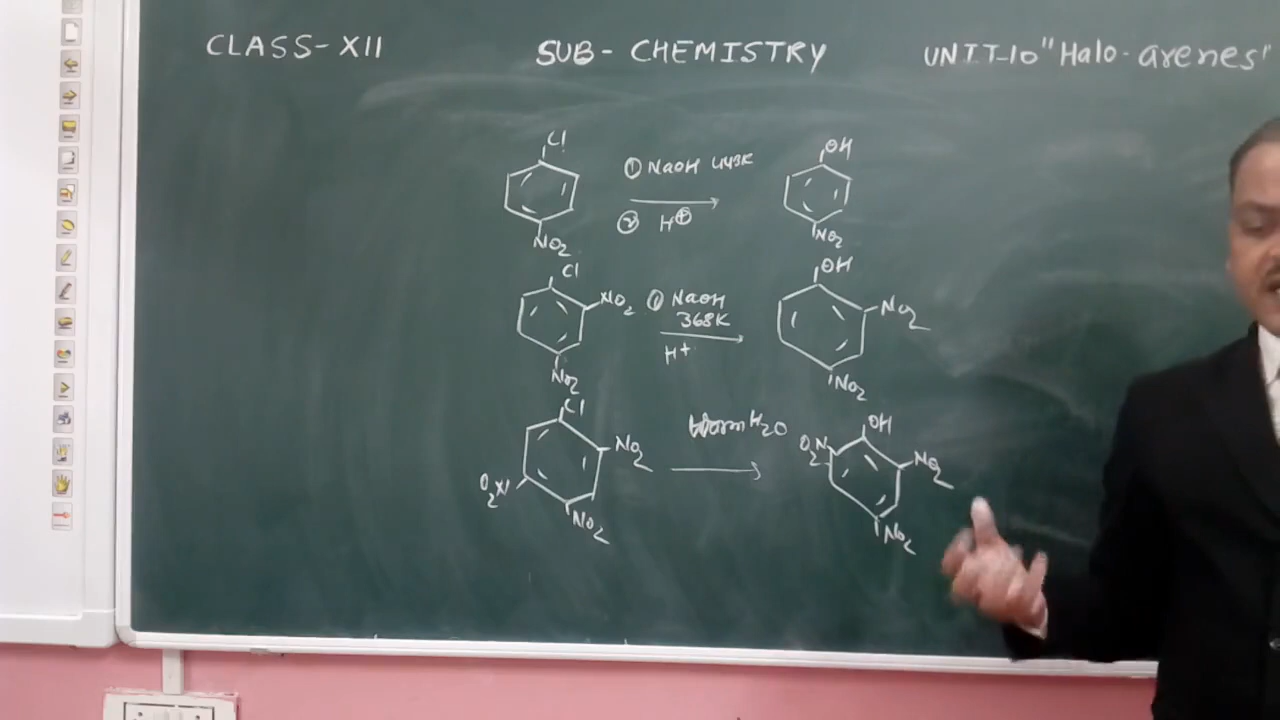 CLASS-XII SUB- CHEMISTRY UNIT-10 "Halo-arenes"
Cl
① NaOH 443K
② H⊕
NO2
OH
NO2
Cl
NO2
NO2
① NaOH
368K
H+
OH
NO2
NO2
Cl
NO2
O2N
NO2
Warm H2O
OH
O2N
NO2
NO2